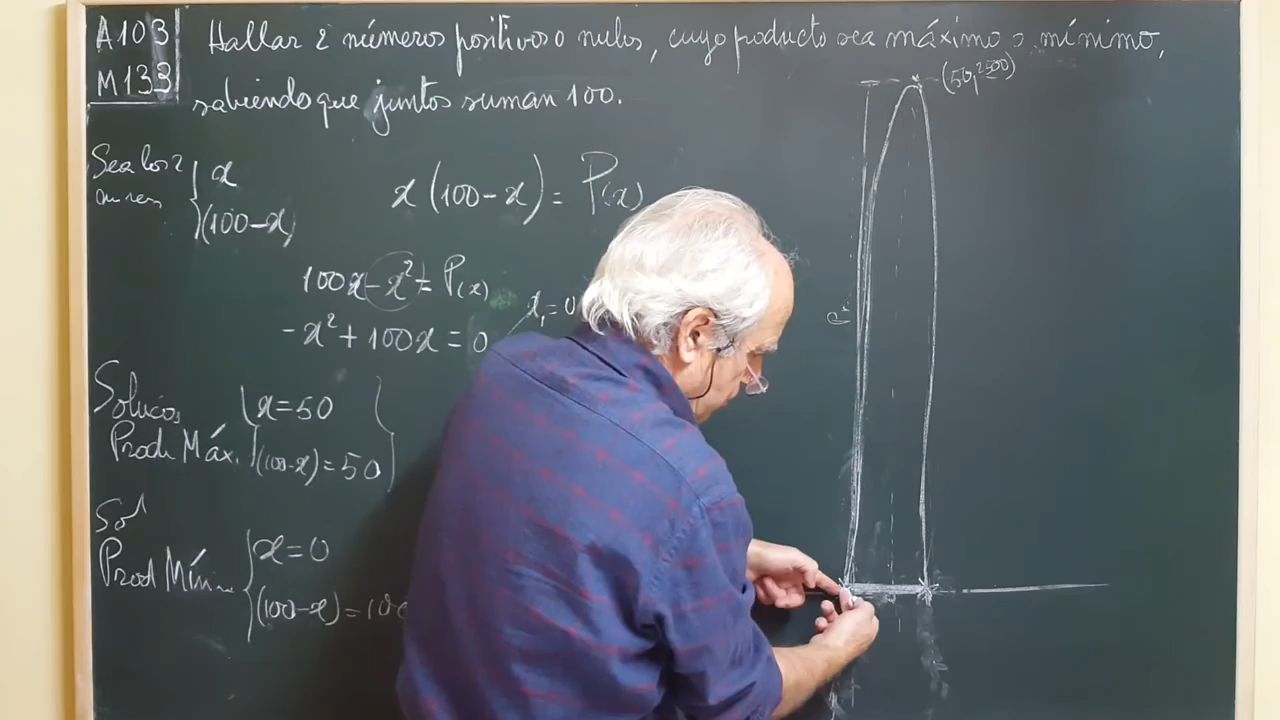 A103
M133
Hallar 2 números positivos o nulos, cuyo producto sea máximo o mínimo,
sabiendo que juntos suman 100.
(50,2500)
Sea los 2
x
(100-x)
x(100-x)= P(x)
100x-x²= P(x)
-x²+100x=0
x₁=0
Solución
Prod Máx.
x=50
(100-x)=50
Sol
Prod Mín
x=0
(100-x)=100